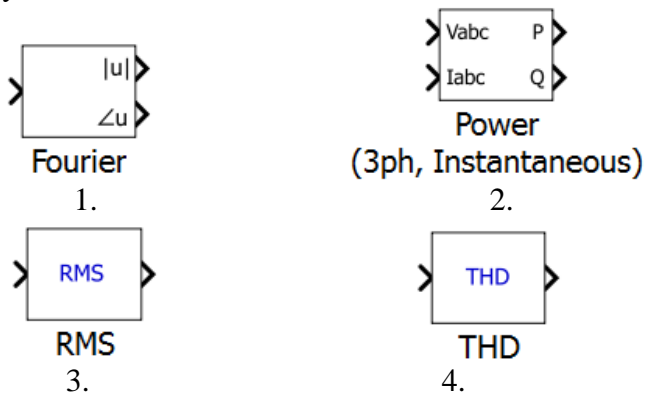 |u|
∠u
Fourier
1.
Vabc P
Iabc Q
Power
(3ph, Instantaneous)
2.
RMS
RMS
3.
THD
THD
4.